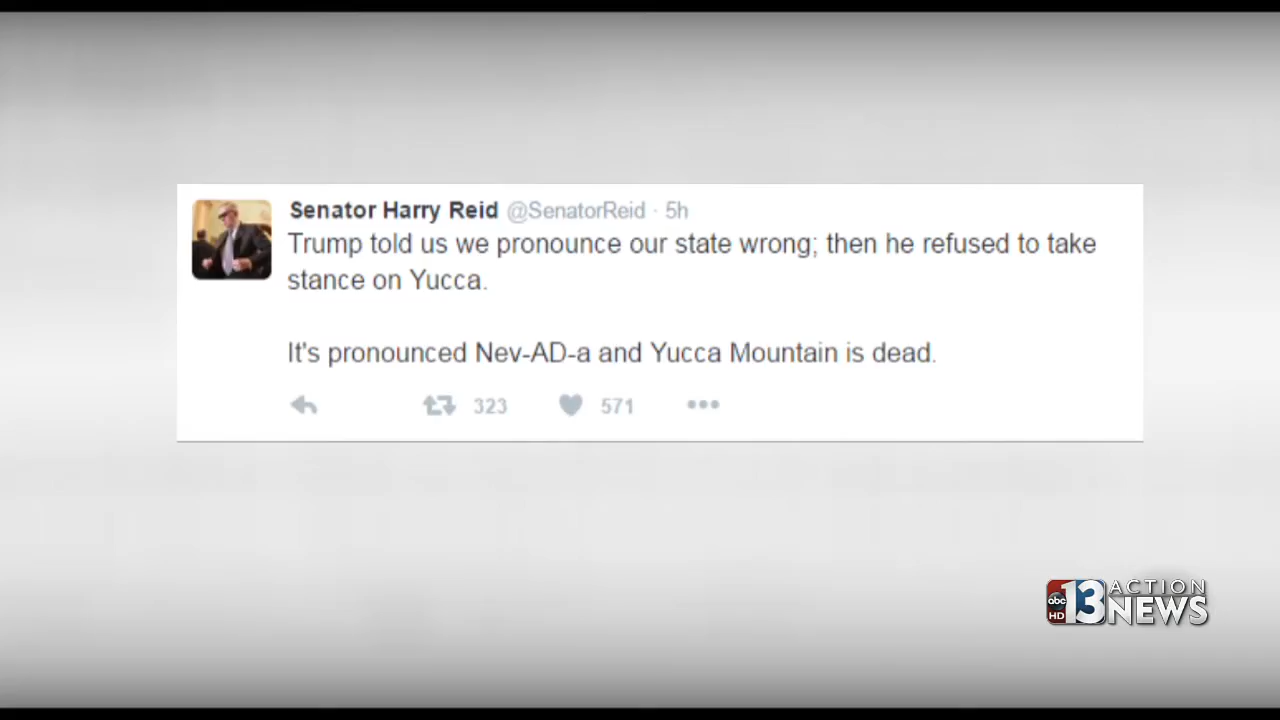 Senator Harry Reid @SenatorReid · 5h
Trump told us we pronounce our state wrong; then he refused to take
stance on Yucca.
It's pronounced Nev-AD-a and Yucca Mountain is dead.
323 571 •••
abc HD 13 ACTION NEWS